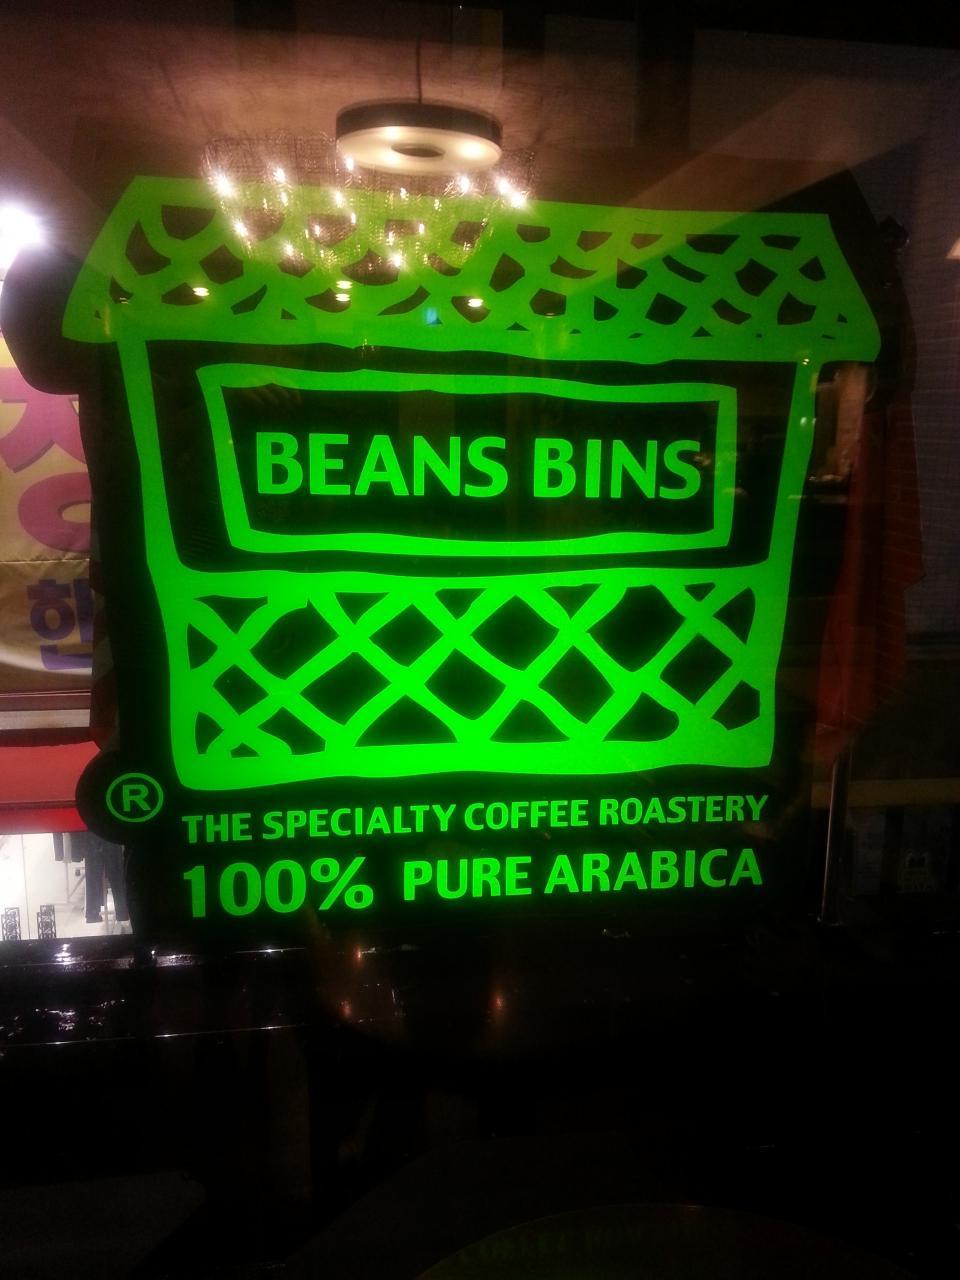 BEANS BINS
®
THE SPECIALTY COFFEE ROASTERY
100% PURE ARABICA